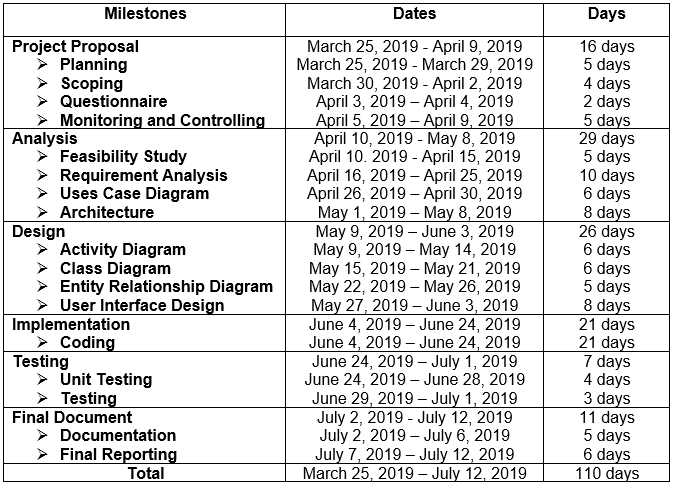 Milestones Dates Days
Project Proposal March 25, 2019 - April 9, 2019 16 days
➢ Planning March 25, 2019 - March 29, 2019 5 days
➢ Scoping March 30, 2019 - April 2, 2019 4 days
➢ Questionnaire April 3, 2019 – April 4, 2019 2 days
➢ Monitoring and Controlling April 5, 2019 – April 9, 2019 5 days
Analysis April 10, 2019 - May 8, 2019 29 days
➢ Feasibility Study April 10. 2019 - April 15, 2019 5 days
➢ Requirement Analysis April 16, 2019 – April 25, 2019 10 days
➢ Uses Case Diagram April 26, 2019 – April 30, 2019 6 days
➢ Architecture May 1, 2019 – May 8, 2019 8 days
Design May 9, 2019 – June 3, 2019 26 days
➢ Activity Diagram May 9, 2019 – May 14, 2019 6 days
➢ Class Diagram May 15, 2019 – May 21, 2019 6 days
➢ Entity Relationship Diagram May 22, 2019 – May 26, 2019 5 days
➢ User Interface Design May 27, 2019 – June 3, 2019 8 days
Implementation June 4, 2019 – June 24, 2019 21 days
➢ Coding June 4, 2019 – June 24, 2019 21 days
Testing June 24, 2019 – July 1, 2019 7 days
➢ Unit Testing June 24, 2019 – June 28, 2019 4 days
➢ Testing June 29, 2019 – July 1, 2019 3 days
Final Document July 2, 2019 - July 12, 2019 11 days
➢ Documentation July 2, 2019 – July 6, 2019 5 days
➢ Final Reporting July 7, 2019 – July 12, 2019 6 days
Total March 25, 2019 – July 12, 2019 110 days